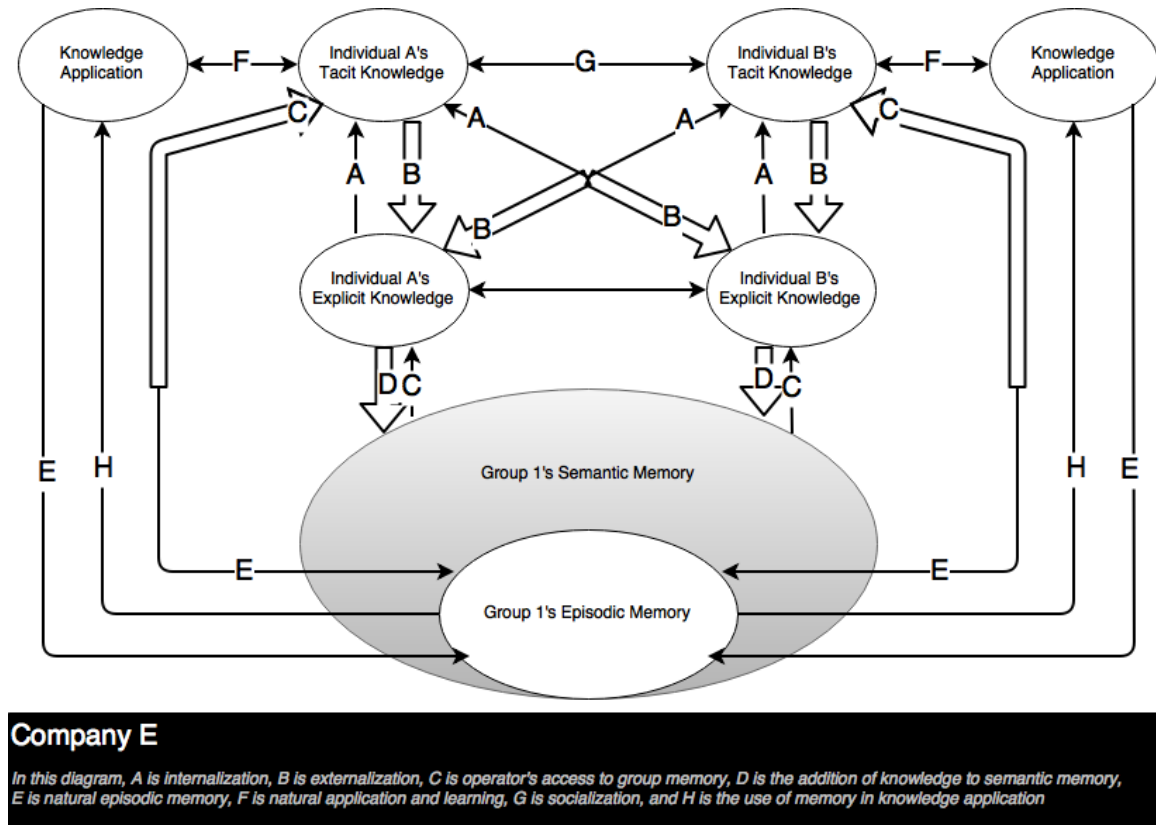 Knowledge
Application
F
Individual A's
Tacit Knowledge
G
Individual B's
Tacit Knowledge
F
Knowledge
Application
C
A
A
C
A
B
A
B
B
B
Individual A's
Explicit Knowledge
Individual B's
Explicit Knowledge
D
C
D
C
E
H
Group 1's Semantic Memory
H
E
E
E
Group 1's Episodic Memory
Company E
In this diagram, A is internalization, B is externalization, C is operator's access to group memory, D is the addition of knowledge to semantic memory,
E is natural episodic memory, F is natural application and learning, G is socialization, and H is the use of memory in knowledge application